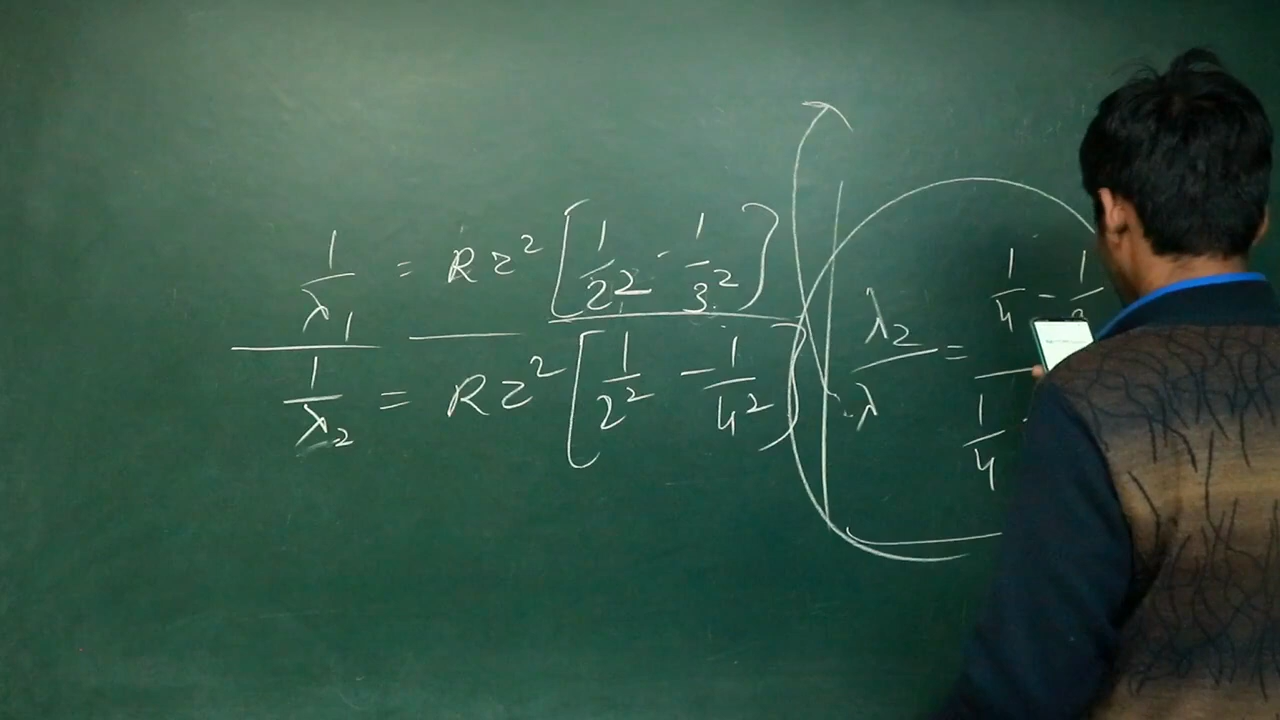 1/λ₁ = Rz² [1/2² - 1/3²]
1/λ₂ = Rz² [1/2² - 1/4²]
λ₂/λ = 1/4 - 1/
1/4